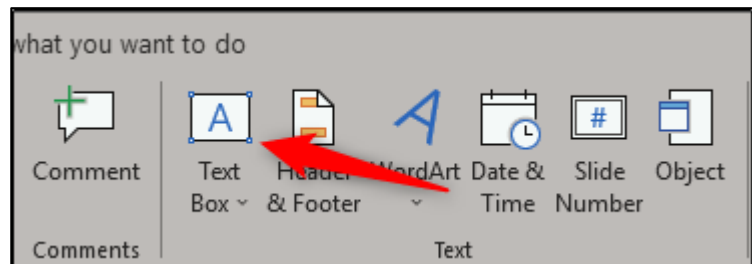 what you want to do
Comment
Text Box
Header & Footer
WordArt
Date & Time
Slide Number
Object
Comments
Text
A
A
#